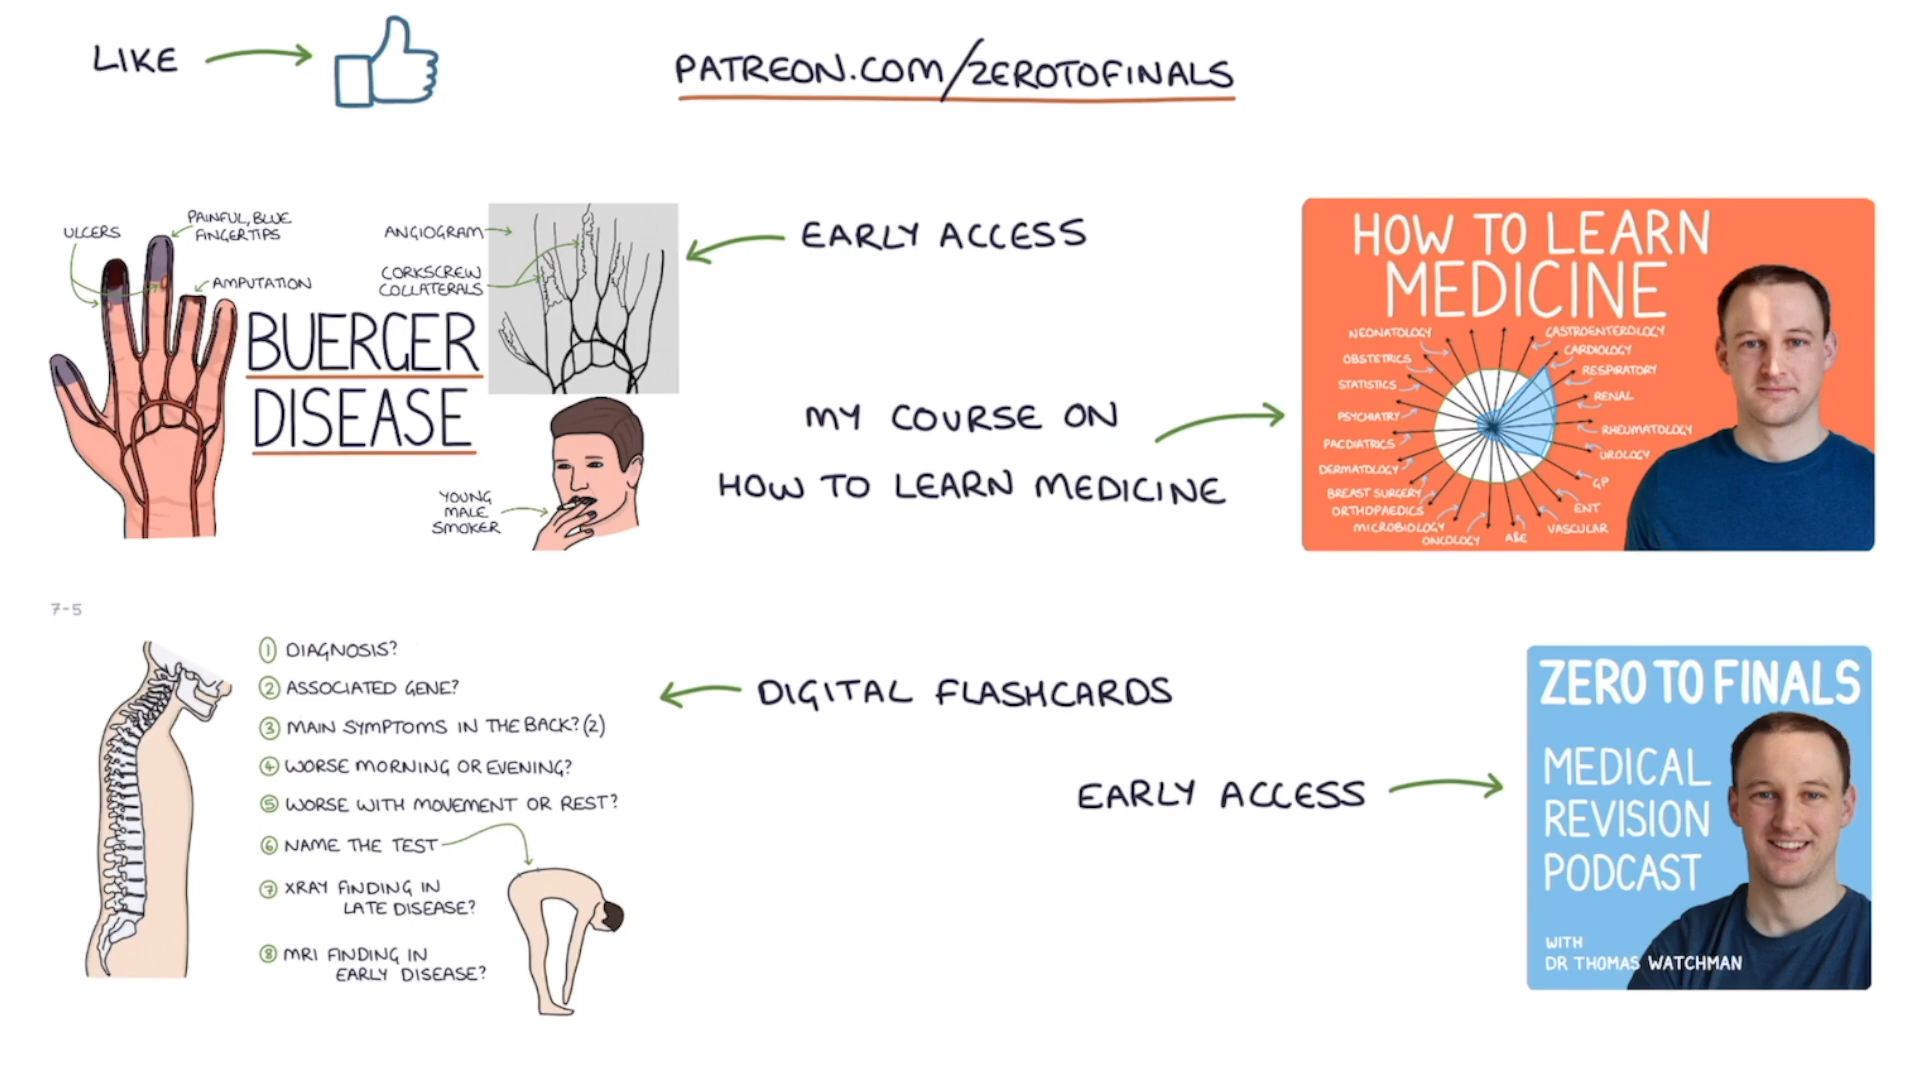 LIKE
PATREON.COM/ZEROTOFINALS
ULCERS
PAINFUL, BLUE
FINGERTIPS
AMPUTATION
BUERGER
DISEASE
ANGIOGRAM
CORKSCREW
COLLATERALS
YOUNG
MALE
SMOKER
EARLY ACCESS
MY COURSE ON
HOW TO LEARN MEDICINE
HOW TO LEARN
MEDICINE
NEONATOLOGY
OBSTETRICS
STATISTICS
PSYCHIATRY
PAEDIATRICS
DERMATOLOGY
BREAST SURGERY
ORTHOPAEDICS
MICROBIOLOGY
ONCOLOGY
A&E
VASCULAR
ENT
GP
UROLOGY
RHEUMATOLOGY
RENAL
RESPIRATORY
CARDIOLOGY
GASTROENTEROLOGY
7-5
1 DIAGNOSIS?
2 ASSOCIATED GENE?
3 MAIN SYMPTOMS IN THE BACK? (2)
4 WORSE MORNING OR EVENING?
5 WORSE WITH MOVEMENT OR REST?
6 NAME THE TEST
7 XRAY FINDING IN
LATE DISEASE?
8 MRI FINDING IN
EARLY DISEASE?
DIGITAL FLASHCARDS
EARLY ACCESS
ZERO TO FINALS
MEDICAL
REVISION
PODCAST
WITH
DR THOMAS WATCHMAN